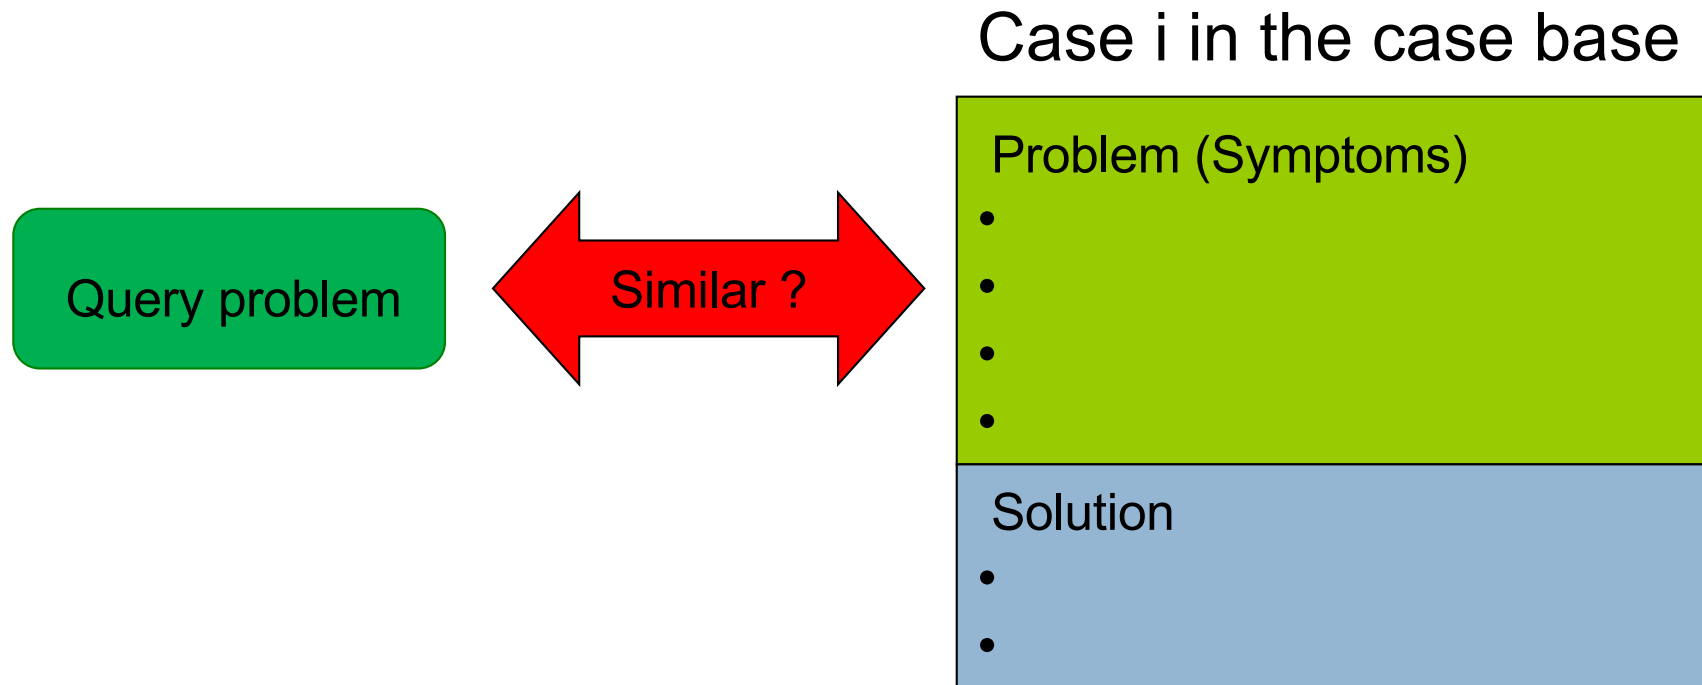 Case i in the case base
Problem (Symptoms)
•
•
•
•
Query problem
Similar ?
Solution
•
•